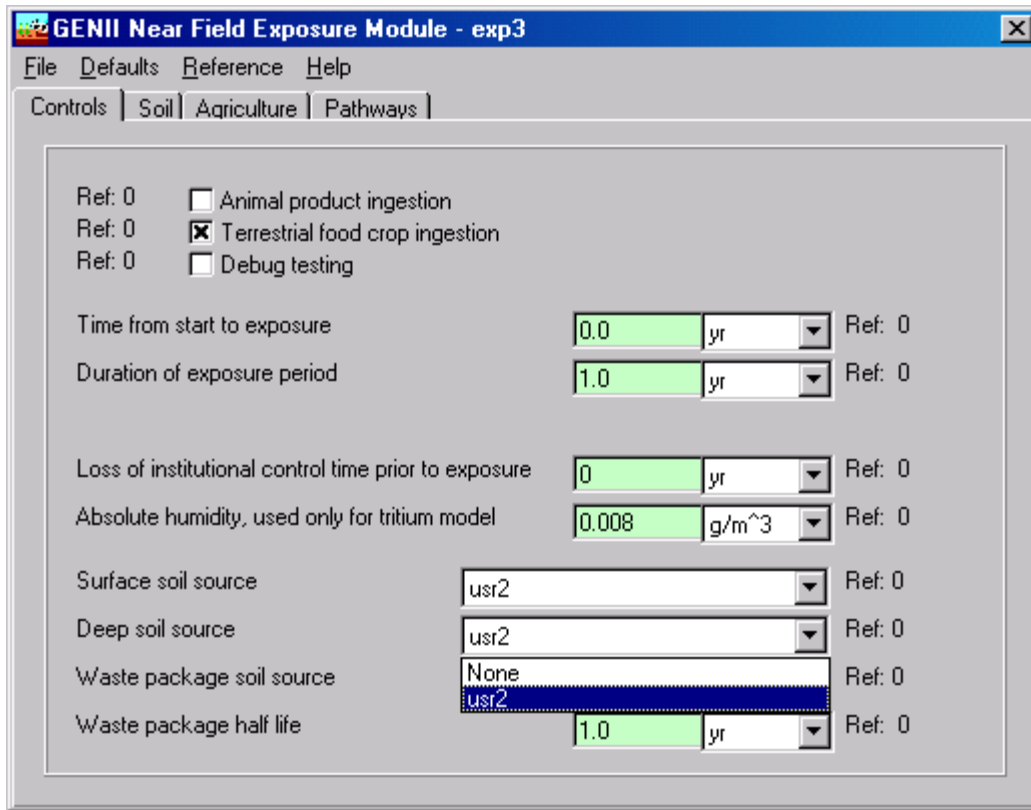 GENII Near Field Exposure Module - exp3
File Defaults Reference Help
Controls Soil Agriculture Pathways
Ref: 0 Animal product ingestion
Ref: 0 Terrestrial food crop ingestion
Ref: 0 Debug testing
Time from start to exposure 0.0 yr Ref: 0
Duration of exposure period 1.0 yr Ref: 0
Loss of institutional control time prior to exposure 0 yr Ref: 0
Absolute humidity, used only for tritium model 0.008 g/m^3 Ref: 0
Surface soil source usr2 Ref: 0
Deep soil source usr2 Ref: 0
Waste package soil source None Ref: 0
usr2
Waste package half life 1.0 yr Ref: 0